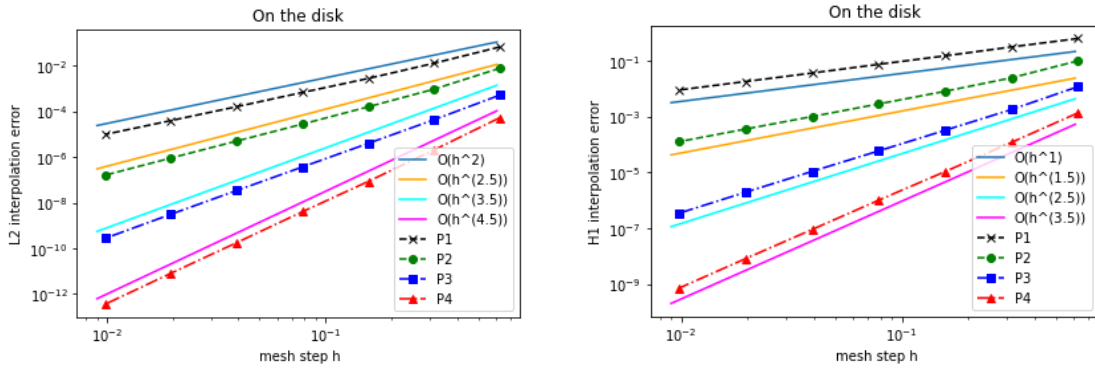 On the disk
L2 interpolation error
10^-2
10^-4
10^-6
10^-8
10^-10
10^-12
O(h^2)
O(h^(2.5))
O(h^(3.5))
O(h^(4.5))
P1
P2
P3
P4
10^-2
10^-1
mesh step h
On the disk
H1 interpolation error
10^-1
10^-3
10^-5
10^-7
10^-9
O(h^1)
O(h^(1.5))
O(h^(2.5))
O(h^(3.5))
P1
P2
P3
P4
10^-2
10^-1
mesh step h